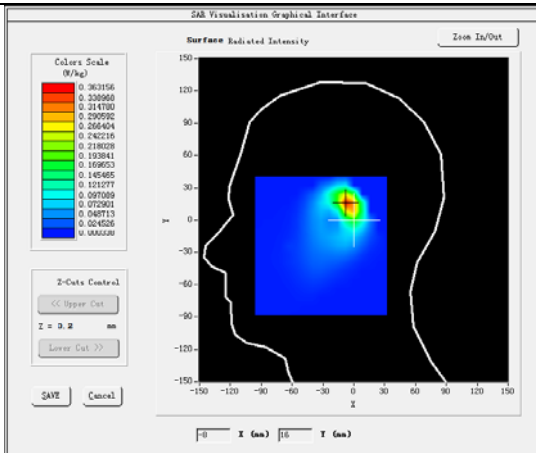 SAR Visualisation Graphical Interface
Surface Radiated Intensity
Zoom In/Out
Colors Scale
(W/kg)
0.363156
0.338968
0.314780
0.290592
0.266404
0.242216
0.218028
0.193841
0.169653
0.145465
0.121277
0.097089
0.072901
0.048713
0.024526
0.000338
150
120
90
60
30
0
-30
-60
-90
-120
-150
Y
-150 -120 -90 -60 -30 0 30 60 90 120 150
X
Z-Cuts Control
<< Upper Cut
Z = 0.2 mm
Lower Cut >>
SAVE Cancel
-8 X (mm) 16 Y (mm)